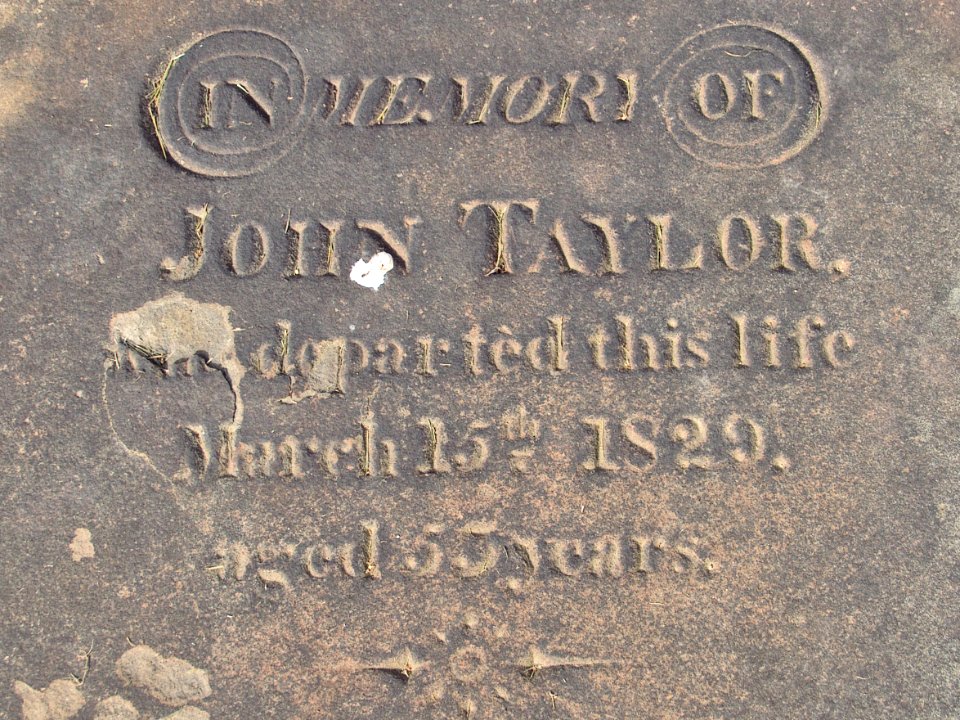 IN MEMORY OF
JOHN TAYLOR.
departed this life
March 15th 1829.
aged 55 years.